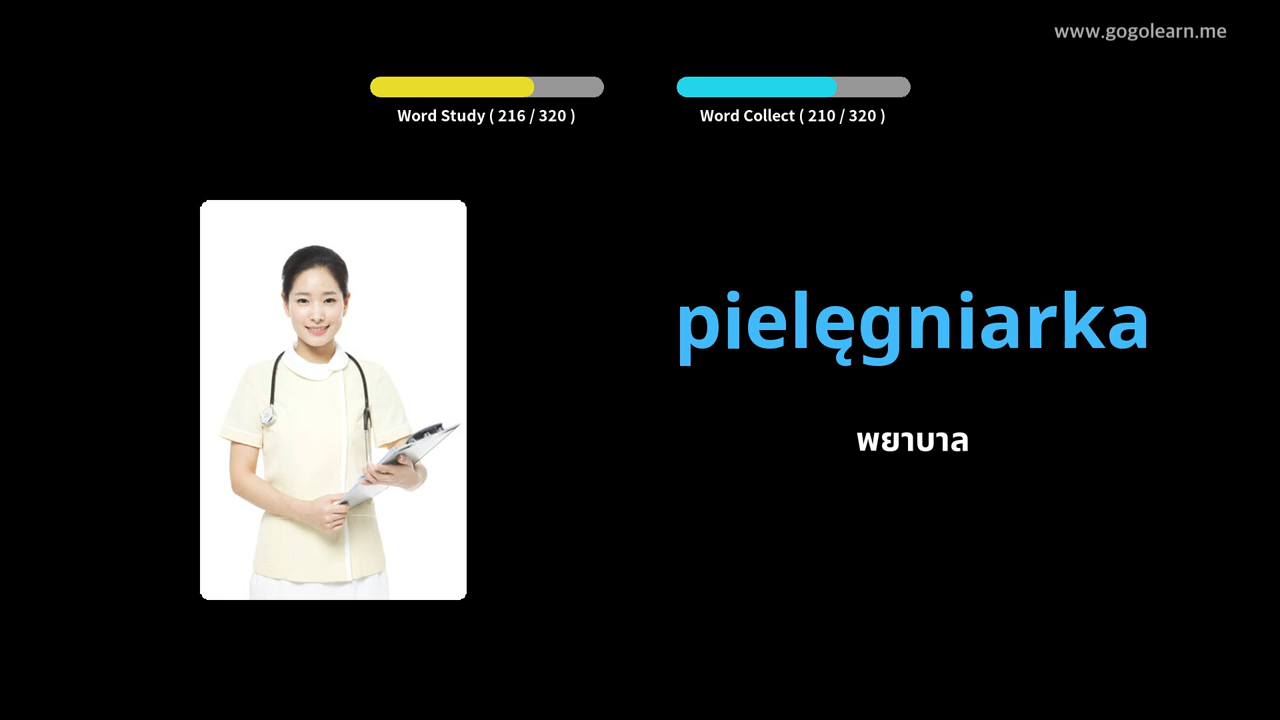 www.gogolearn.me
Word Study ( 216 / 320 )
Word Collect ( 210 / 320 )
pielęgniarka
พยาบาล